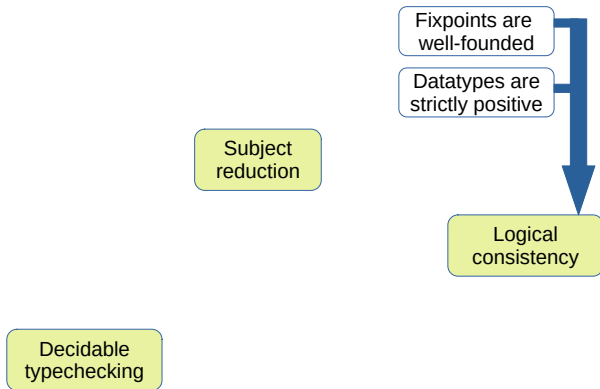 Fixpoints are
well-founded
Datatypes are
strictly positive
Subject
reduction
Logical
consistency
Decidable
typechecking